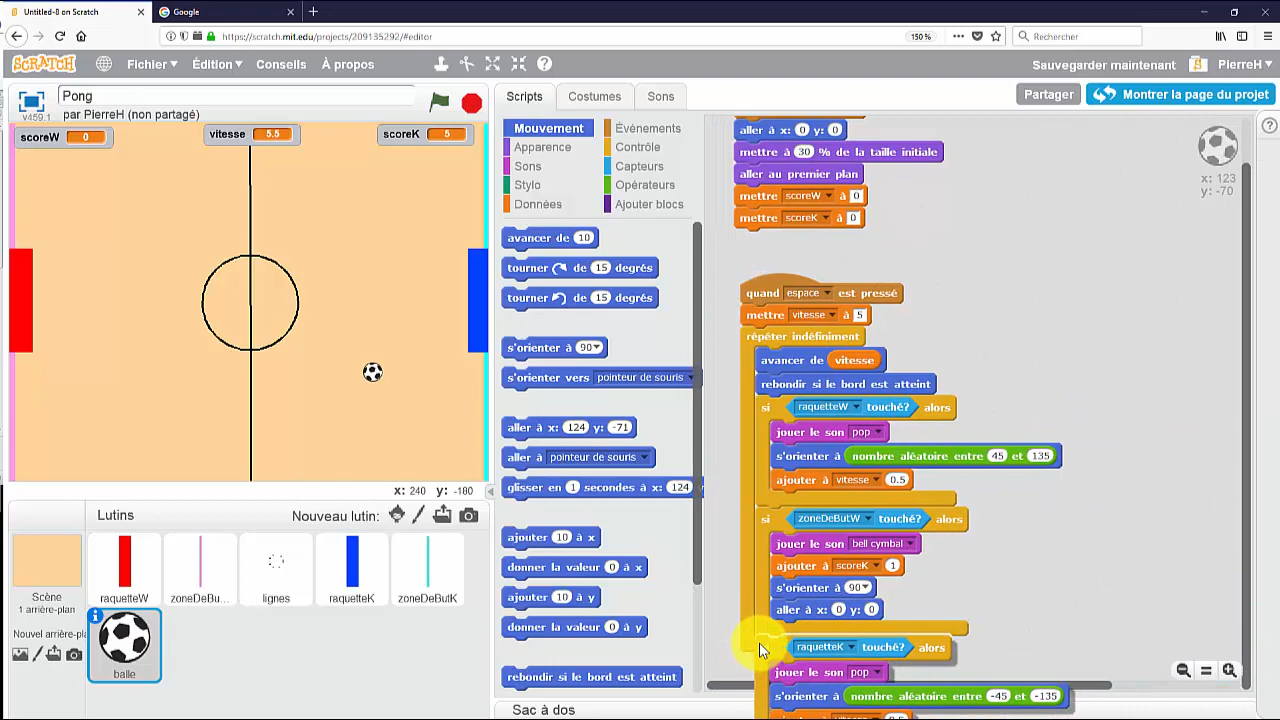 Untitled-8 on Scratch
Google
https://scratch.mit.edu/projects/209135292/#editor
150 %
Rechercher
SCRATCH
Fichier
Édition
Conseils
À propos
Sauvegarder maintenant
PierreH
Pong
par PierreH (non partagé)
v459.1
Scripts
Costumes
Sons
Partager
Montrer la page du projet
scoreW 0
vitesse 5.5
scoreK 5
x: 240 y: -180
Mouvement
Apparence
Sons
Stylo
Données
Événements
Contrôle
Capteurs
Opérateurs
Ajouter blocs
avancer de 10
tourner de 15 degrés
tourner de 15 degrés
s'orienter à 90
s'orienter vers pointeur de souris
aller à x: 124 y: -71
aller à pointeur de souris
glisser en 1 secondes à x: 124
ajouter 10 à x
donner la valeur 0 à x
ajouter 10 à y
donner la valeur 0 à y
rebondir si le bord est atteint
aller à x: 0 y: 0
mettre à 30 % de la taille initiale
aller au premier plan
mettre scoreW à 0
mettre scoreK à 0
quand espace est pressé
mettre vitesse à 5
répéter indéfiniment
avancer de vitesse
rebondir si le bord est atteint
si raquetteW touché? alors
jouer le son pop
s'orienter à nombre aléatoire entre 45 et 135
ajouter à vitesse 0.5
si zoneDeButW touché? alors
jouer le son bell cymbal
ajouter à scoreK 1
s'orienter à 90
aller à x: 0 y: 0
raquetteK touché? alors
jouer le son pop
s'orienter à nombre aléatoire entre -45 et -135
x: 123
y: -70
Lutins
Nouveau lutin:
Scène
1 arrière-plan
Nouvel arrière-pla
raquetteW
zoneDeBu...
lignes
raquetteK
zoneDeButK
balle
Sac à dos